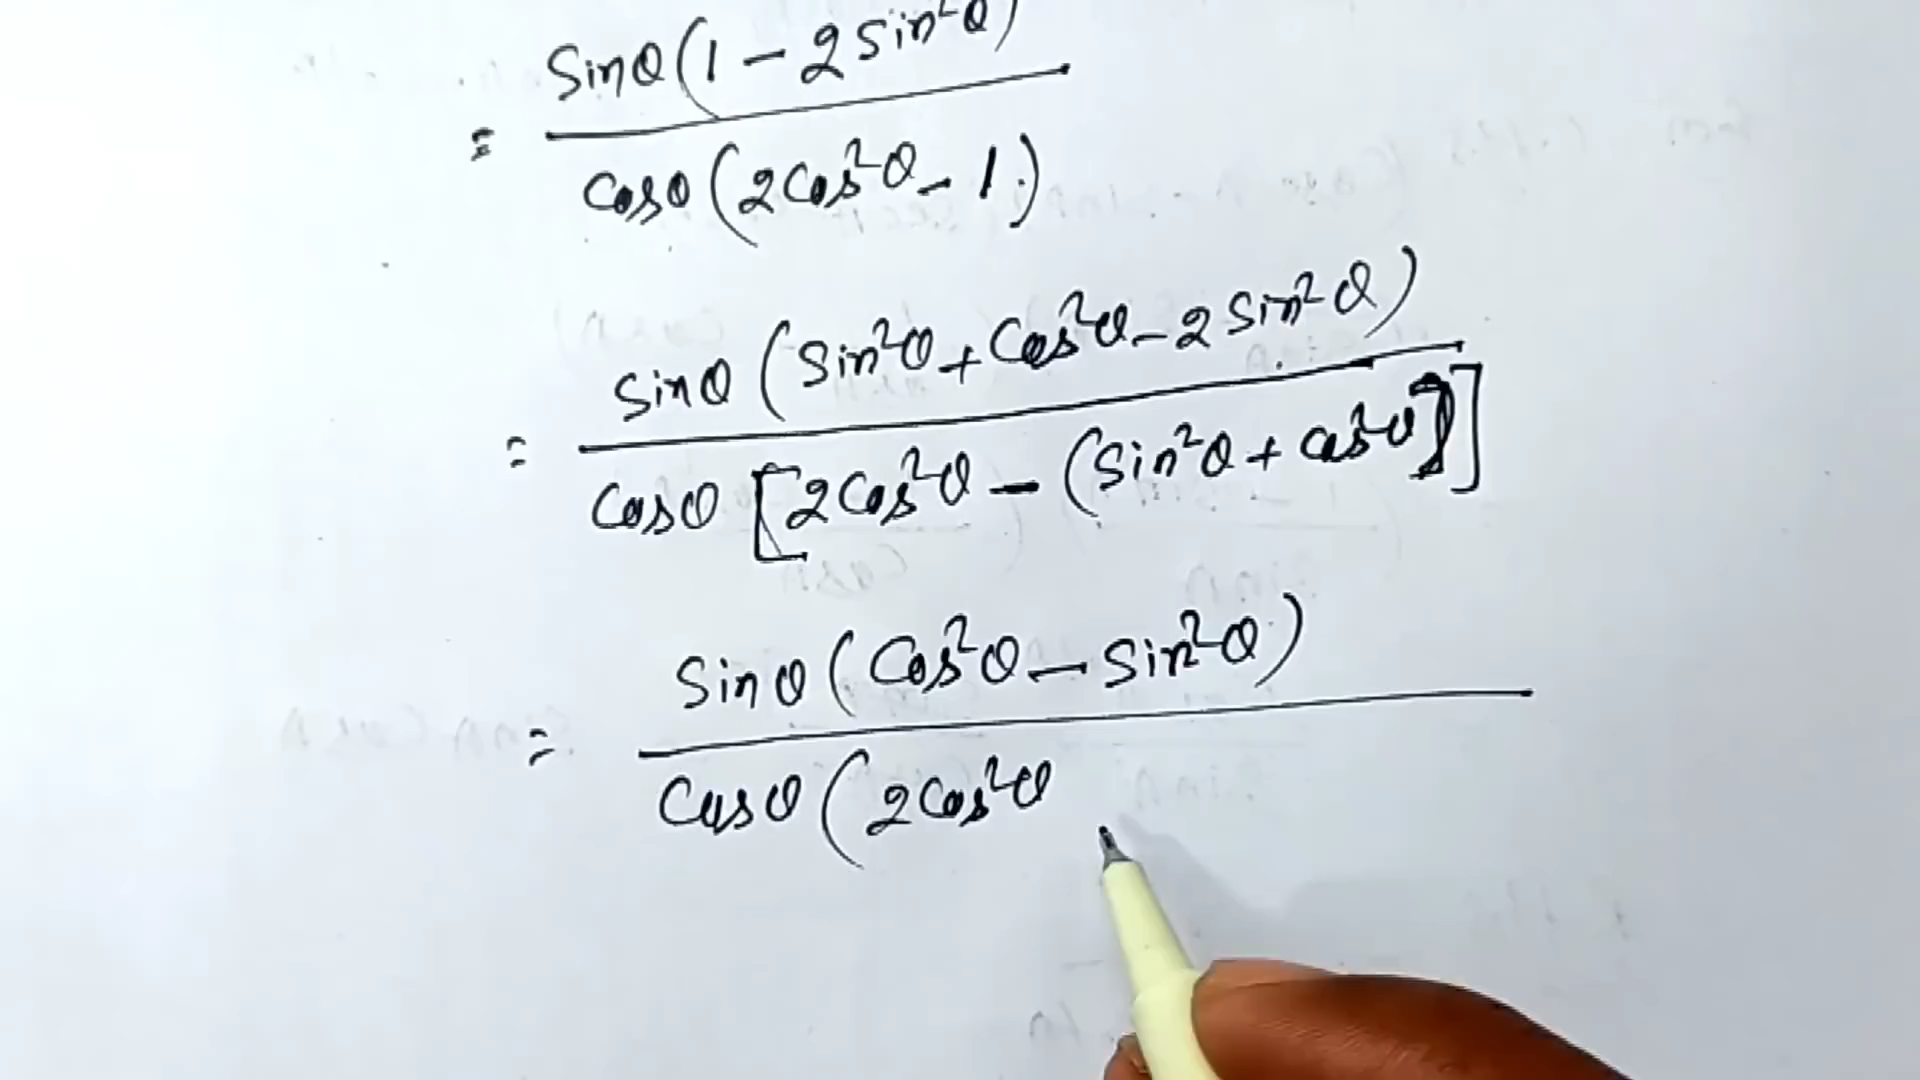 Sinθ(1 - 2Sin²θ)
=
Cosθ(2Cos²θ - 1)
Sinθ(Sin²θ + Cos²θ - 2Sin²θ)
=
Cosθ[2Cos²θ - (Sin²θ + Cos²θ)]
Sinθ(Cos²θ - Sin²θ)
=
Cosθ(2Cos²θ